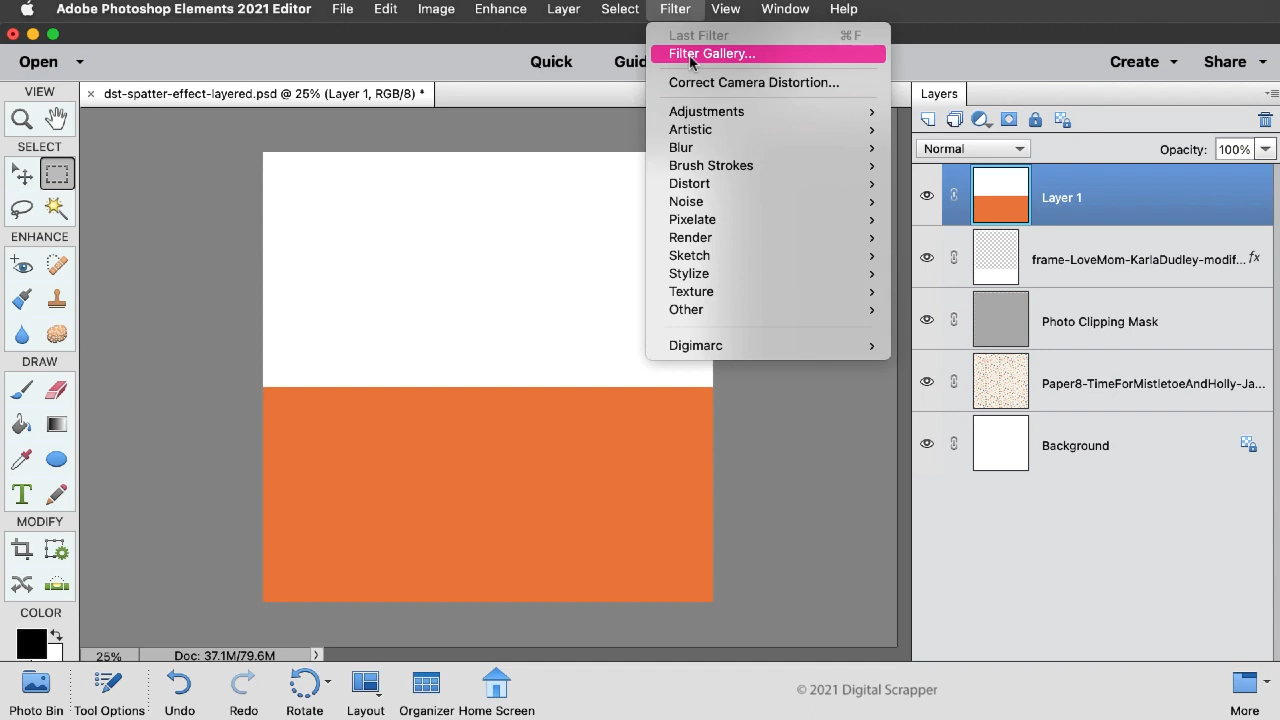 Adobe Photoshop Elements 2021 Editor File Edit Image Enhance Layer Select Filter View Window Help
Last Filter ⌘F
Filter Gallery...
Correct Camera Distortion...
Adjustments
Artistic
Blur
Brush Strokes
Distort
Noise
Pixelate
Render
Sketch
Stylize
Texture
Other
Digimarc
Open Quick Guid Create Share
× dst-spatter-effect-layered.psd @ 25% (Layer 1, RGB/8) *
VIEW
SELECT
ENHANCE
DRAW
T
MODIFY
COLOR
Layers
Normal Opacity: 100%
Layer 1
frame-LoveMom-KarlaDudley-modif... fx
Photo Clipping Mask
Paper8-TimeForMistletoeAndHolly-Ja...
Background
25% Doc: 37.1M/79.6M
Photo Bin Tool Options Undo Redo Rotate Layout Organizer Home Screen
© 2021 Digital Scrapper
More